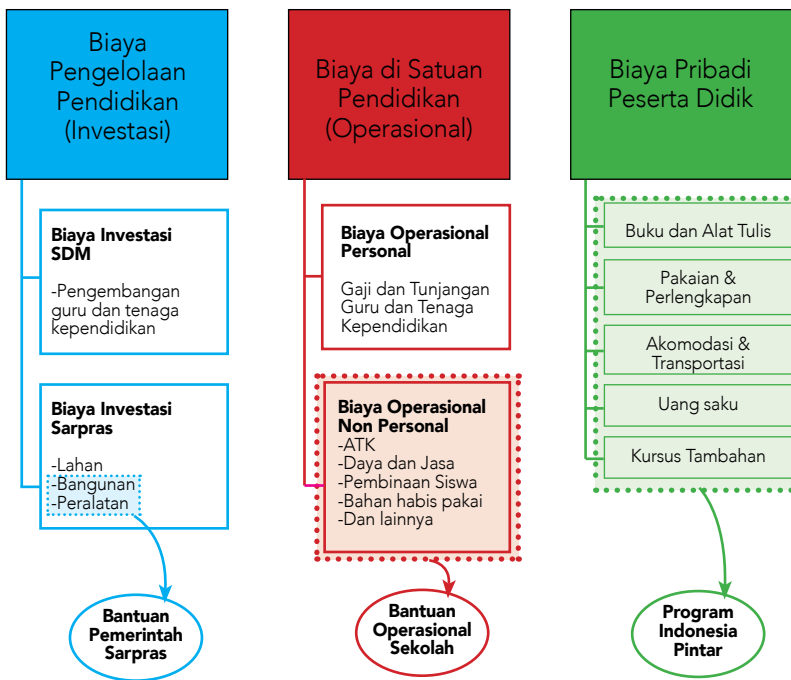 Biaya
Pengelolaan
Pendidikan
(Investasi)
Biaya Investasi
SDM
-Pengembangan
guru dan tenaga
kependidikan
Biaya Investasi
Sarpras
-Lahan
-Bangunan
-Peralatan
Bantuan
Pemerintah
Sarpras
Biaya di Satuan
Pendidikan
(Operasional)
Biaya Operasional
Personal
Gaji dan Tunjangan
Guru dan Tenaga
Kependidikan
Biaya Operasional
Non Personal
-ATK
-Daya dan Jasa
-Pembinaan Siswa
-Bahan habis pakai
-Dan lainnya
Bantuan
Operasional
Sekolah
Biaya Pribadi
Peserta Didik
Buku dan Alat Tulis
Pakaian &
Perlengkapan
Akomodasi &
Transportasi
Uang saku
Kursus Tambahan
Program
Indonesia
Pintar